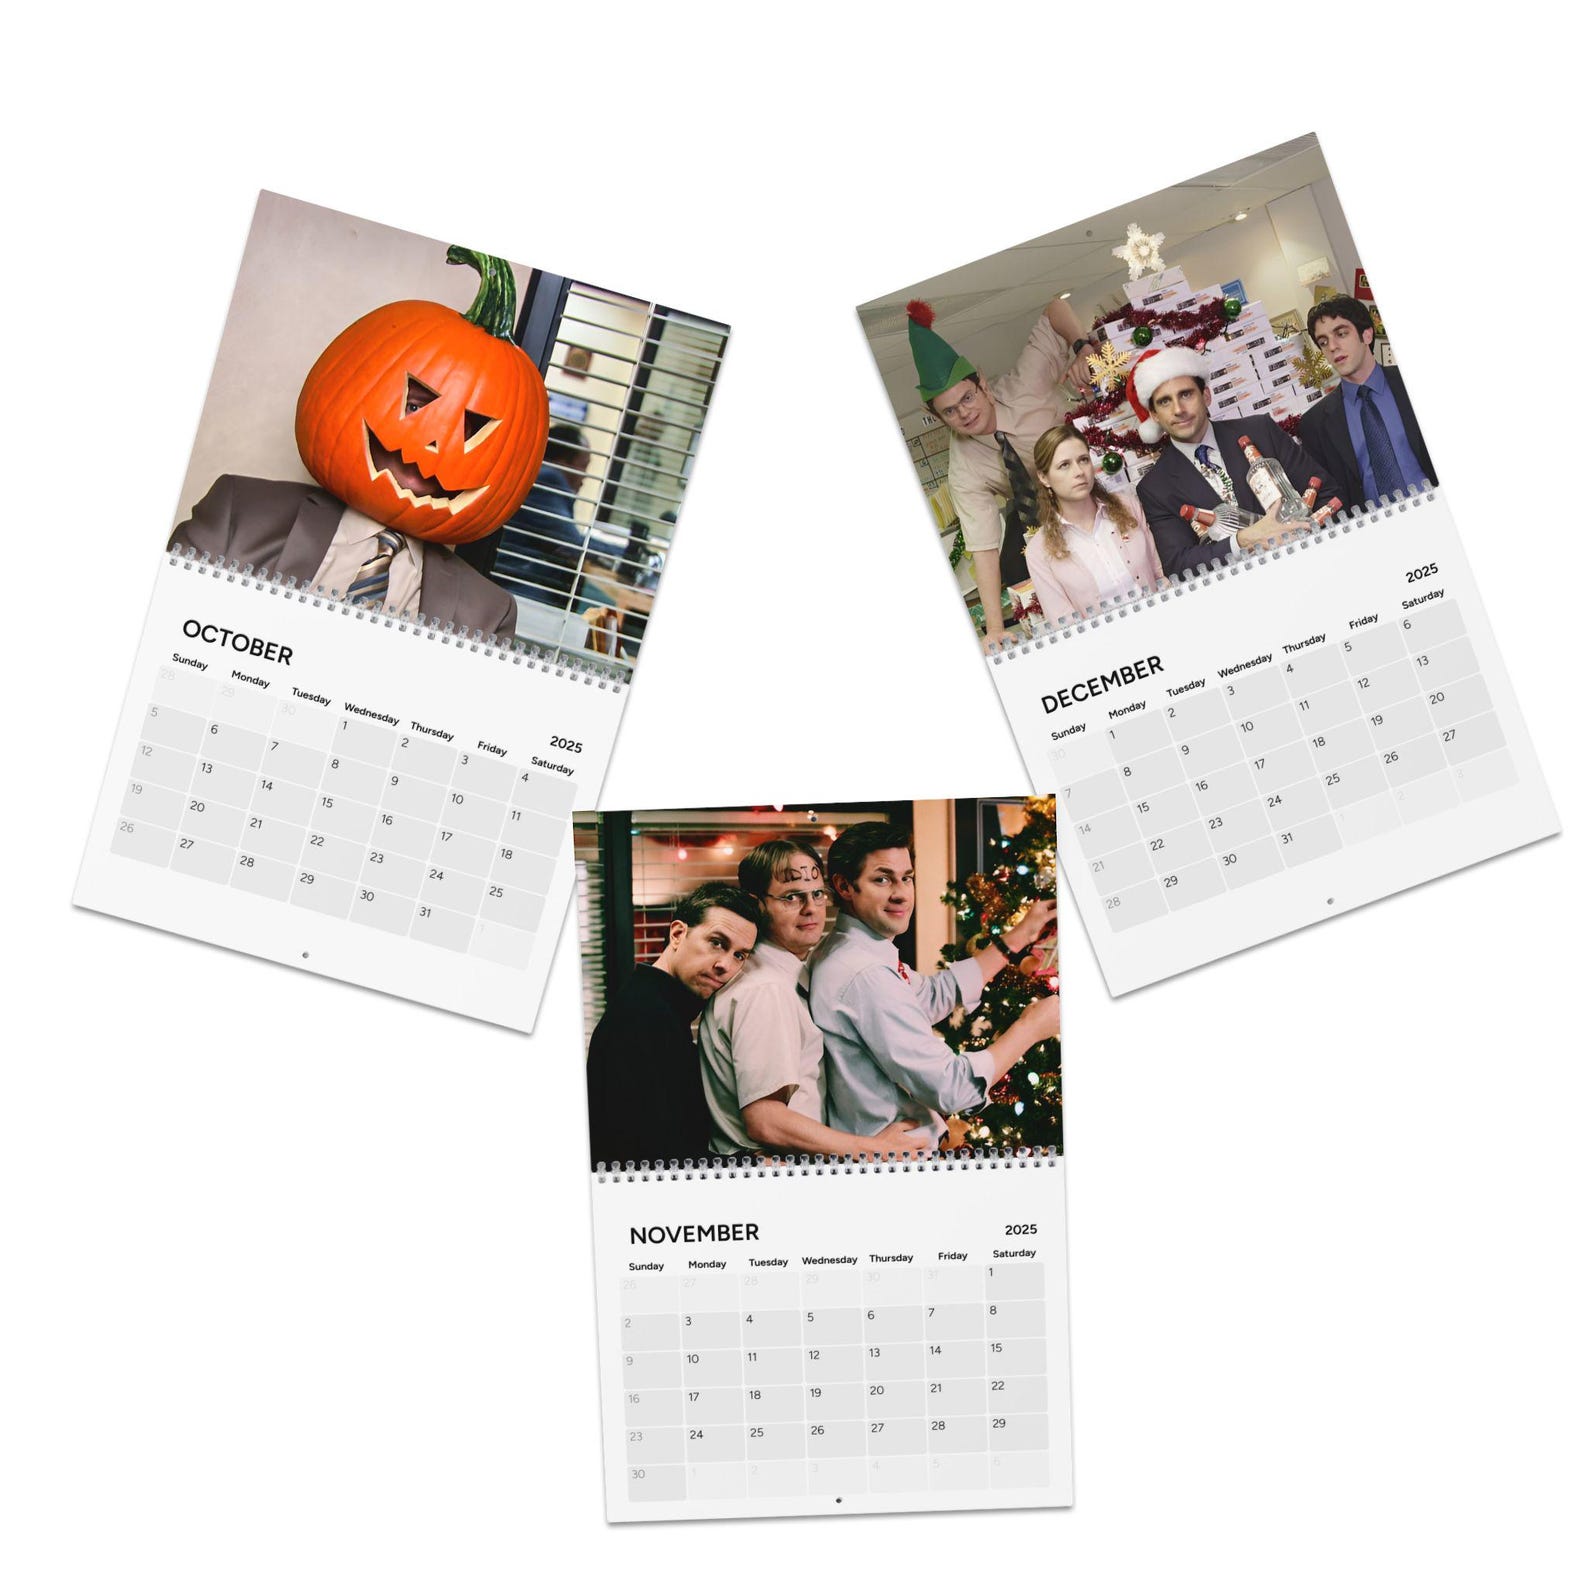 OCTOBER
2025
Sunday Monday Tuesday Wednesday Thursday Friday Saturday
28 29 30 1 2 3 4
5 6 7 8 9 10 11
12 13 14 15 16 17 18
19 20 21 22 23 24 25
26 27 28 29 30 31 1
DECEMBER
2025
Sunday Monday Tuesday Wednesday Thursday Friday Saturday
30 1 2 3 4 5 6
7 8 9 10 11 12 13
14 15 16 17 18 19 20
21 22 23 24 25 26 27
28 29 30 31 1 2 3
NOVEMBER
2025
Sunday Monday Tuesday Wednesday Thursday Friday Saturday
26 27 28 29 30 31 1
2 3 4 5 6 7 8
9 10 11 12 13 14 15
16 17 18 19 20 21 22
23 24 25 26 27 28 29
30 1 2 3 4 5 6